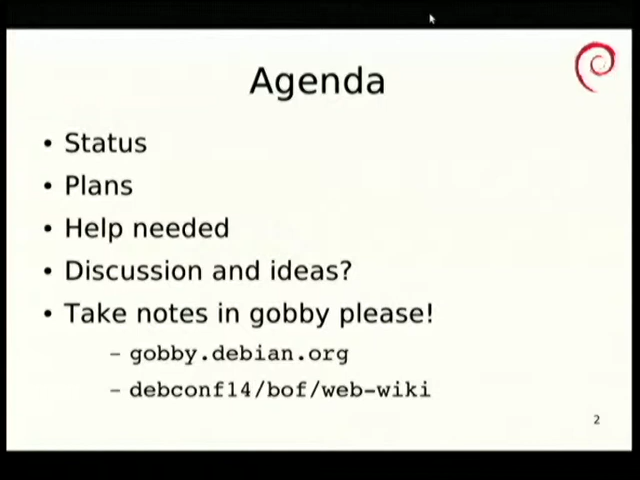 Agenda
• Status
• Plans
• Help needed
• Discussion and ideas?
• Take notes in gobby please!
– gobby.debian.org
– debconf14/bof/web-wiki
2